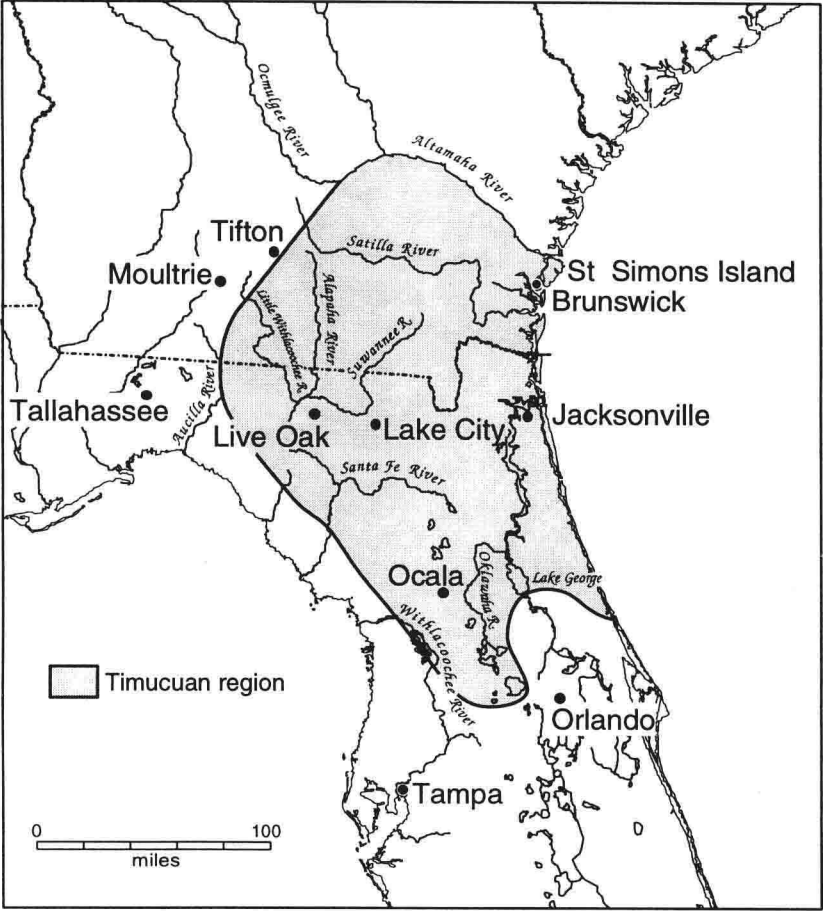 Ocmulgee River
Altamaha River
Tifton
Satilla River
Moultrie
St Simons Island
Brunswick
Little Withlacoochee R.
Alapaha River
Suwannee R.
Tallahassee
Aucilla River
Live Oak
Lake City
Jacksonville
Santa Fe River
Ocala
Oklawaha R.
Lake George
Withlacoochee River
Timucuan region
Orlando
Tampa
0 100
miles